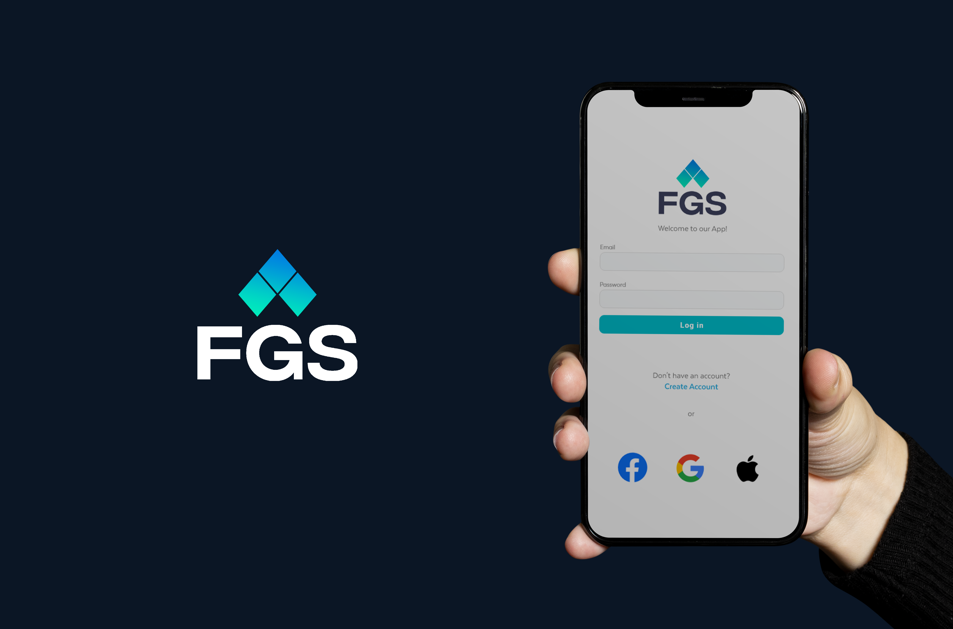 FGS
FGS
Welcome to our App!
Email
Password
Log in
Don't have an account?
Create Account
or